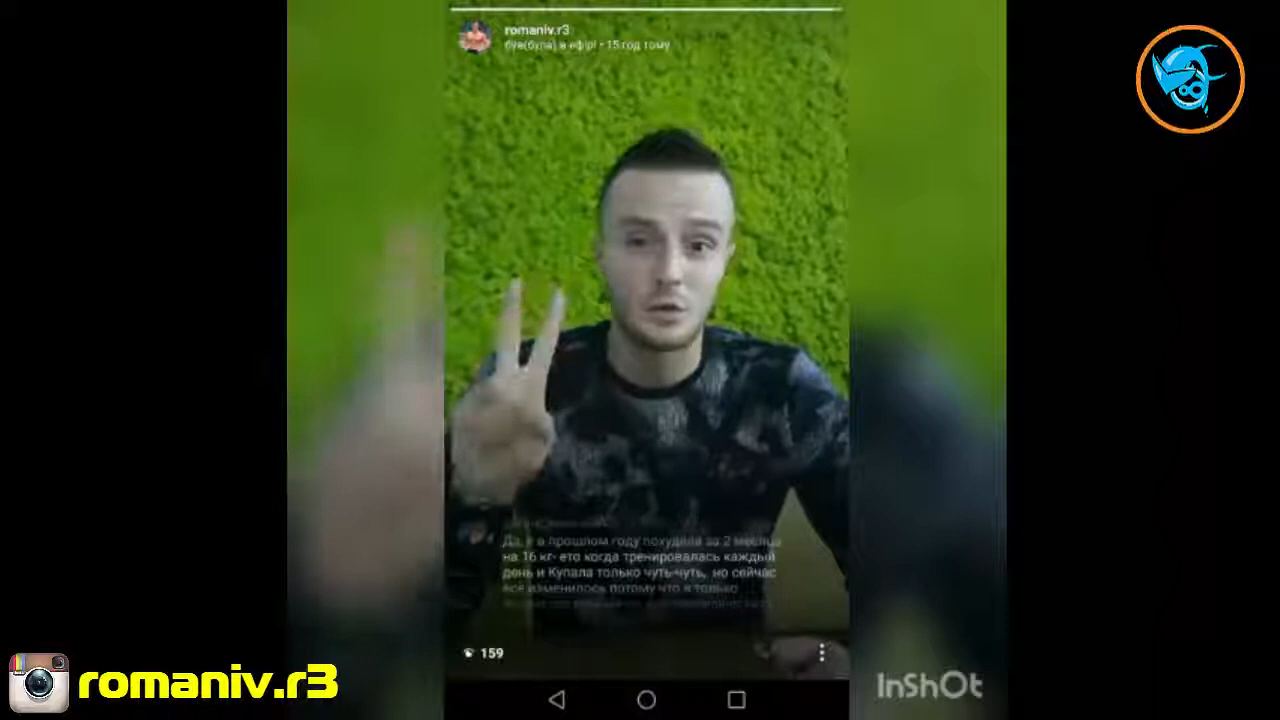 romaniv.r3
був(була) в ефірі • 15 год тому
Да, я в прошлом году похудела за 2 месяца
на 16 кг- ето когда тренировалась каждый
день и Купала только чуть-чуть, но сейчас
все изменилось потому что я только
159
romaniv.r3
InShOt